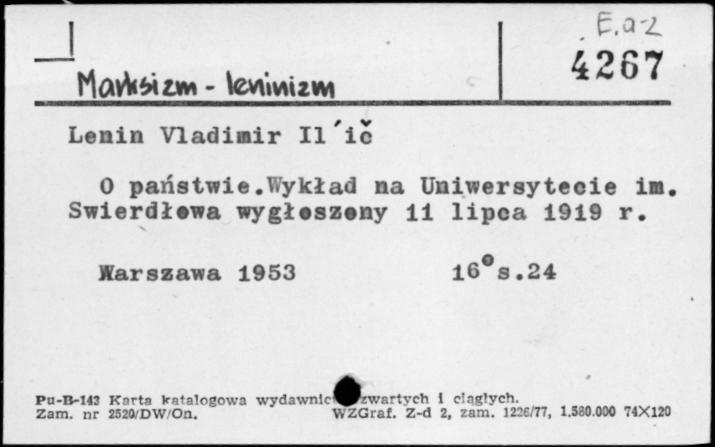 E.a-2
4267
Marksizm - leninizm
Lenin Vladimir Il´ič
O państwie.Wykład na Uniwersytecie im.
Swierdłowa wygłoszony 11 lipca 1919 r.
Warszawa 1953 16° s.24
Pu-B-143 Karta katalogowa wydawnic zwartych i ciągłych.
Zam. nr 2520/DW/On. WZGraf. Z-d 2, zam. 1226/77, 1.580.000 74X120